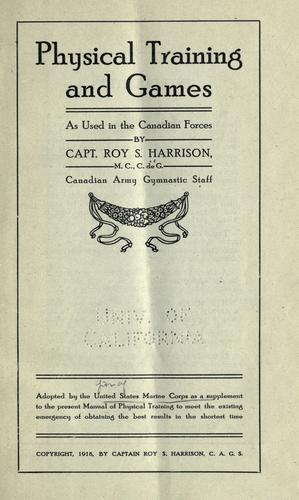 Physical Training
and Games
As Used in the Canadian Forces
BY
CAPT. ROY S. HARRISON,
M. C., C. de G.
Canadian Army Gymnastic Staff
UNIV. OF
CALIFORNIA
Adopted by the United States Marine Corps as a supplement
to the present Manual of Physical Training to meet the existing
emergency of obtaining the best results in the shortest time
COPYRIGHT, 1918, BY CAPTAIN ROY S. HARRISON, C. A. G. S.